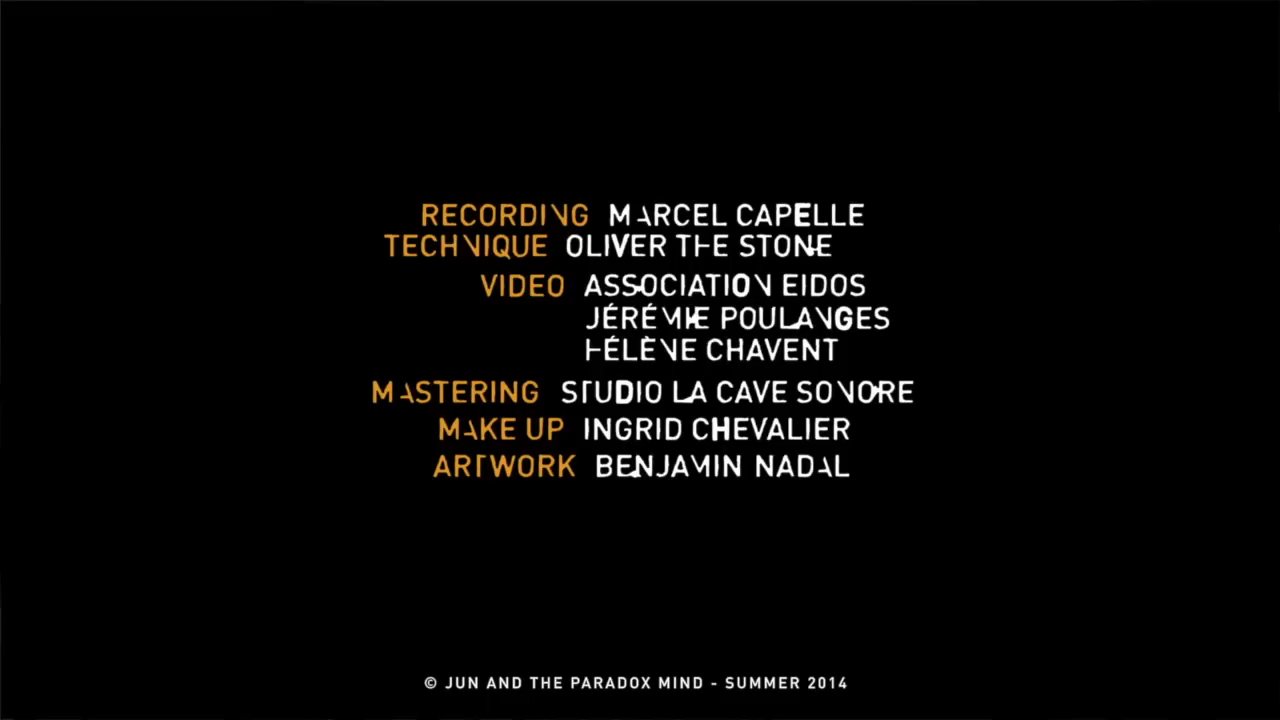 RECORDING MARCEL CAPELLE
TECHNIQUE OLIVER THE STONE
VIDEO ASSOCIATION EIDOS
JÉRÉMIE POULANGES
HÉLÈNE CHAVENT
MASTERING STUDIO LA CAVE SONORE
MAKE UP INGRID CHEVALIER
ARTWORK BENJAMIN NADAL
© JUN AND THE PARADOX MIND - SUMMER 2014